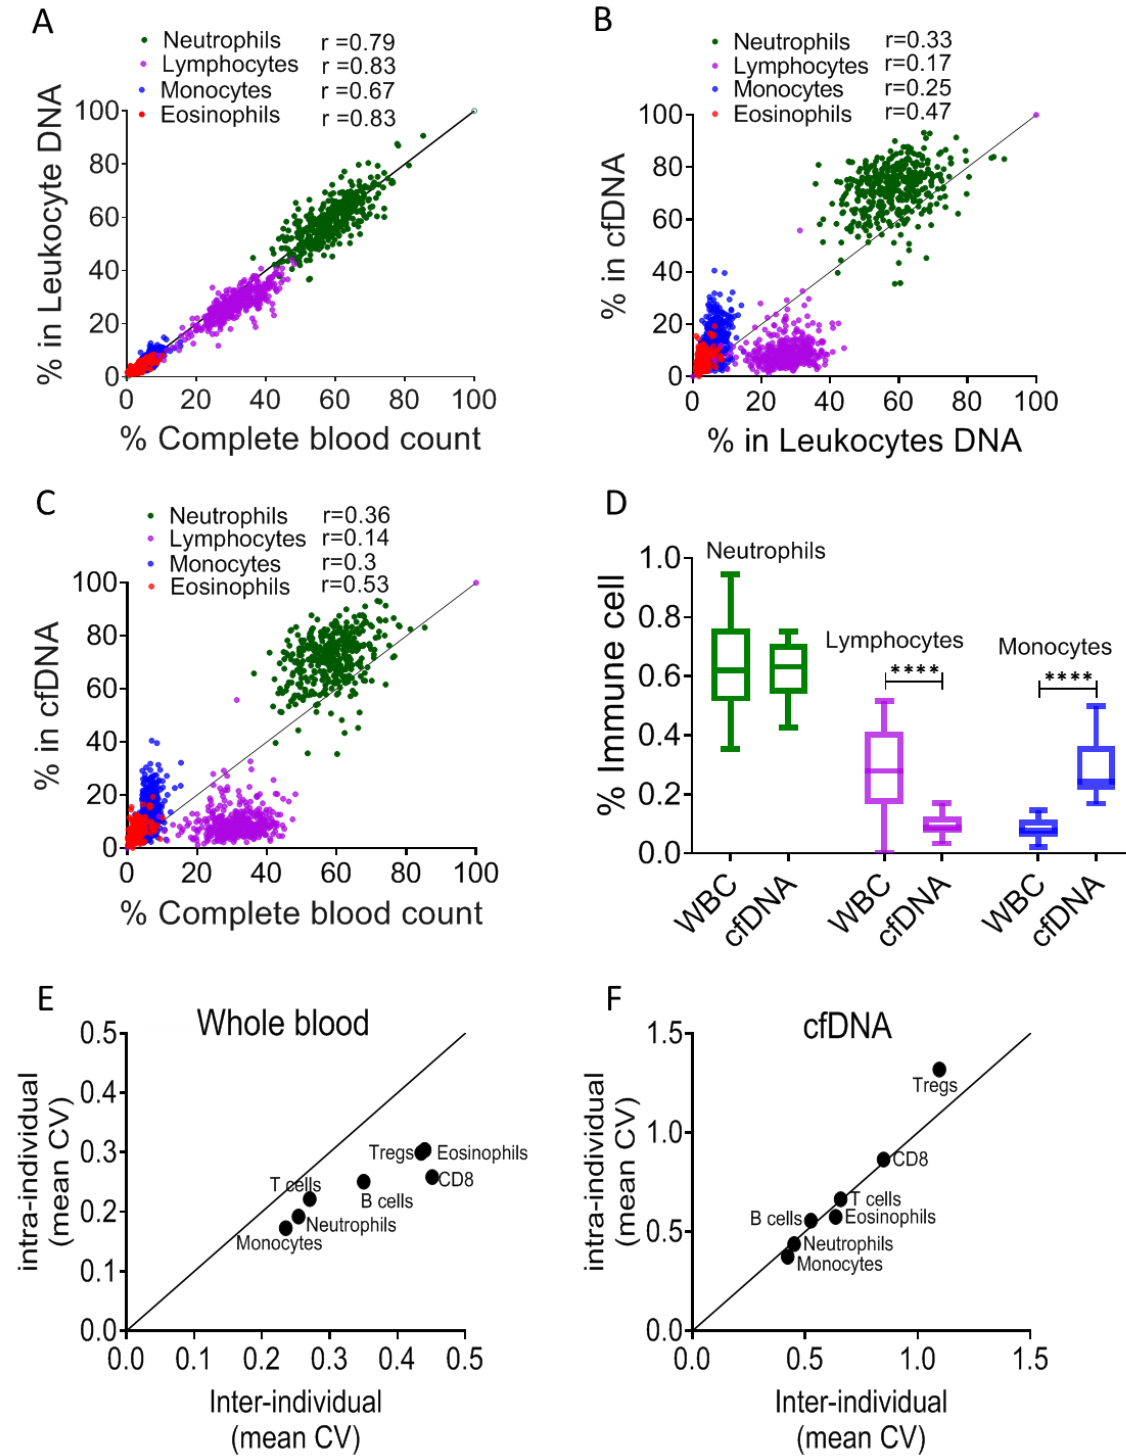 A
Neutrophils r =0.79
Lymphocytes r =0.83
Monocytes r =0.67
Eosinophils r =0.83
% in Leukocyte DNA
100
80
60
40
20
0
0 20 40 60 80 100
% Complete blood count
B
Neutrophils r=0.33
Lymphocytes r=0.17
Monocytes r=0.25
Eosinophils r=0.47
% in cfDNA
100
80
60
40
20
0
0 20 40 60 80 100
% in Leukocytes DNA
C
Neutrophils r=0.36
Lymphocytes r=0.14
Monocytes r=0.3
Eosinophils r=0.53
% in cfDNA
100
80
60
40
20
0
0 20 40 60 80 100
% Complete blood count
D
% Immune cell
1.0
0.8
0.6
0.4
0.2
0.0
Neutrophils
Lymphocytes
Monocytes
**** ****
WBC cfDNA WBC cfDNA WBC cfDNA
E
Whole blood
intra-individual
(mean CV)
0.5
0.4
0.3
0.2
0.1
0.0
Tregs Eosinophils
T cells CD8
B cells
Neutrophils
Monocytes
0.0 0.1 0.2 0.3 0.4 0.5
Inter-individual
(mean CV)
F
cfDNA
intra-individual
(mean CV)
1.5
1.0
0.5
0.0
Tregs
CD8
T cells
B cells Eosinophils
Neutrophils
Monocytes
0.0 0.5 1.0 1.5
Inter-individual
(mean CV)